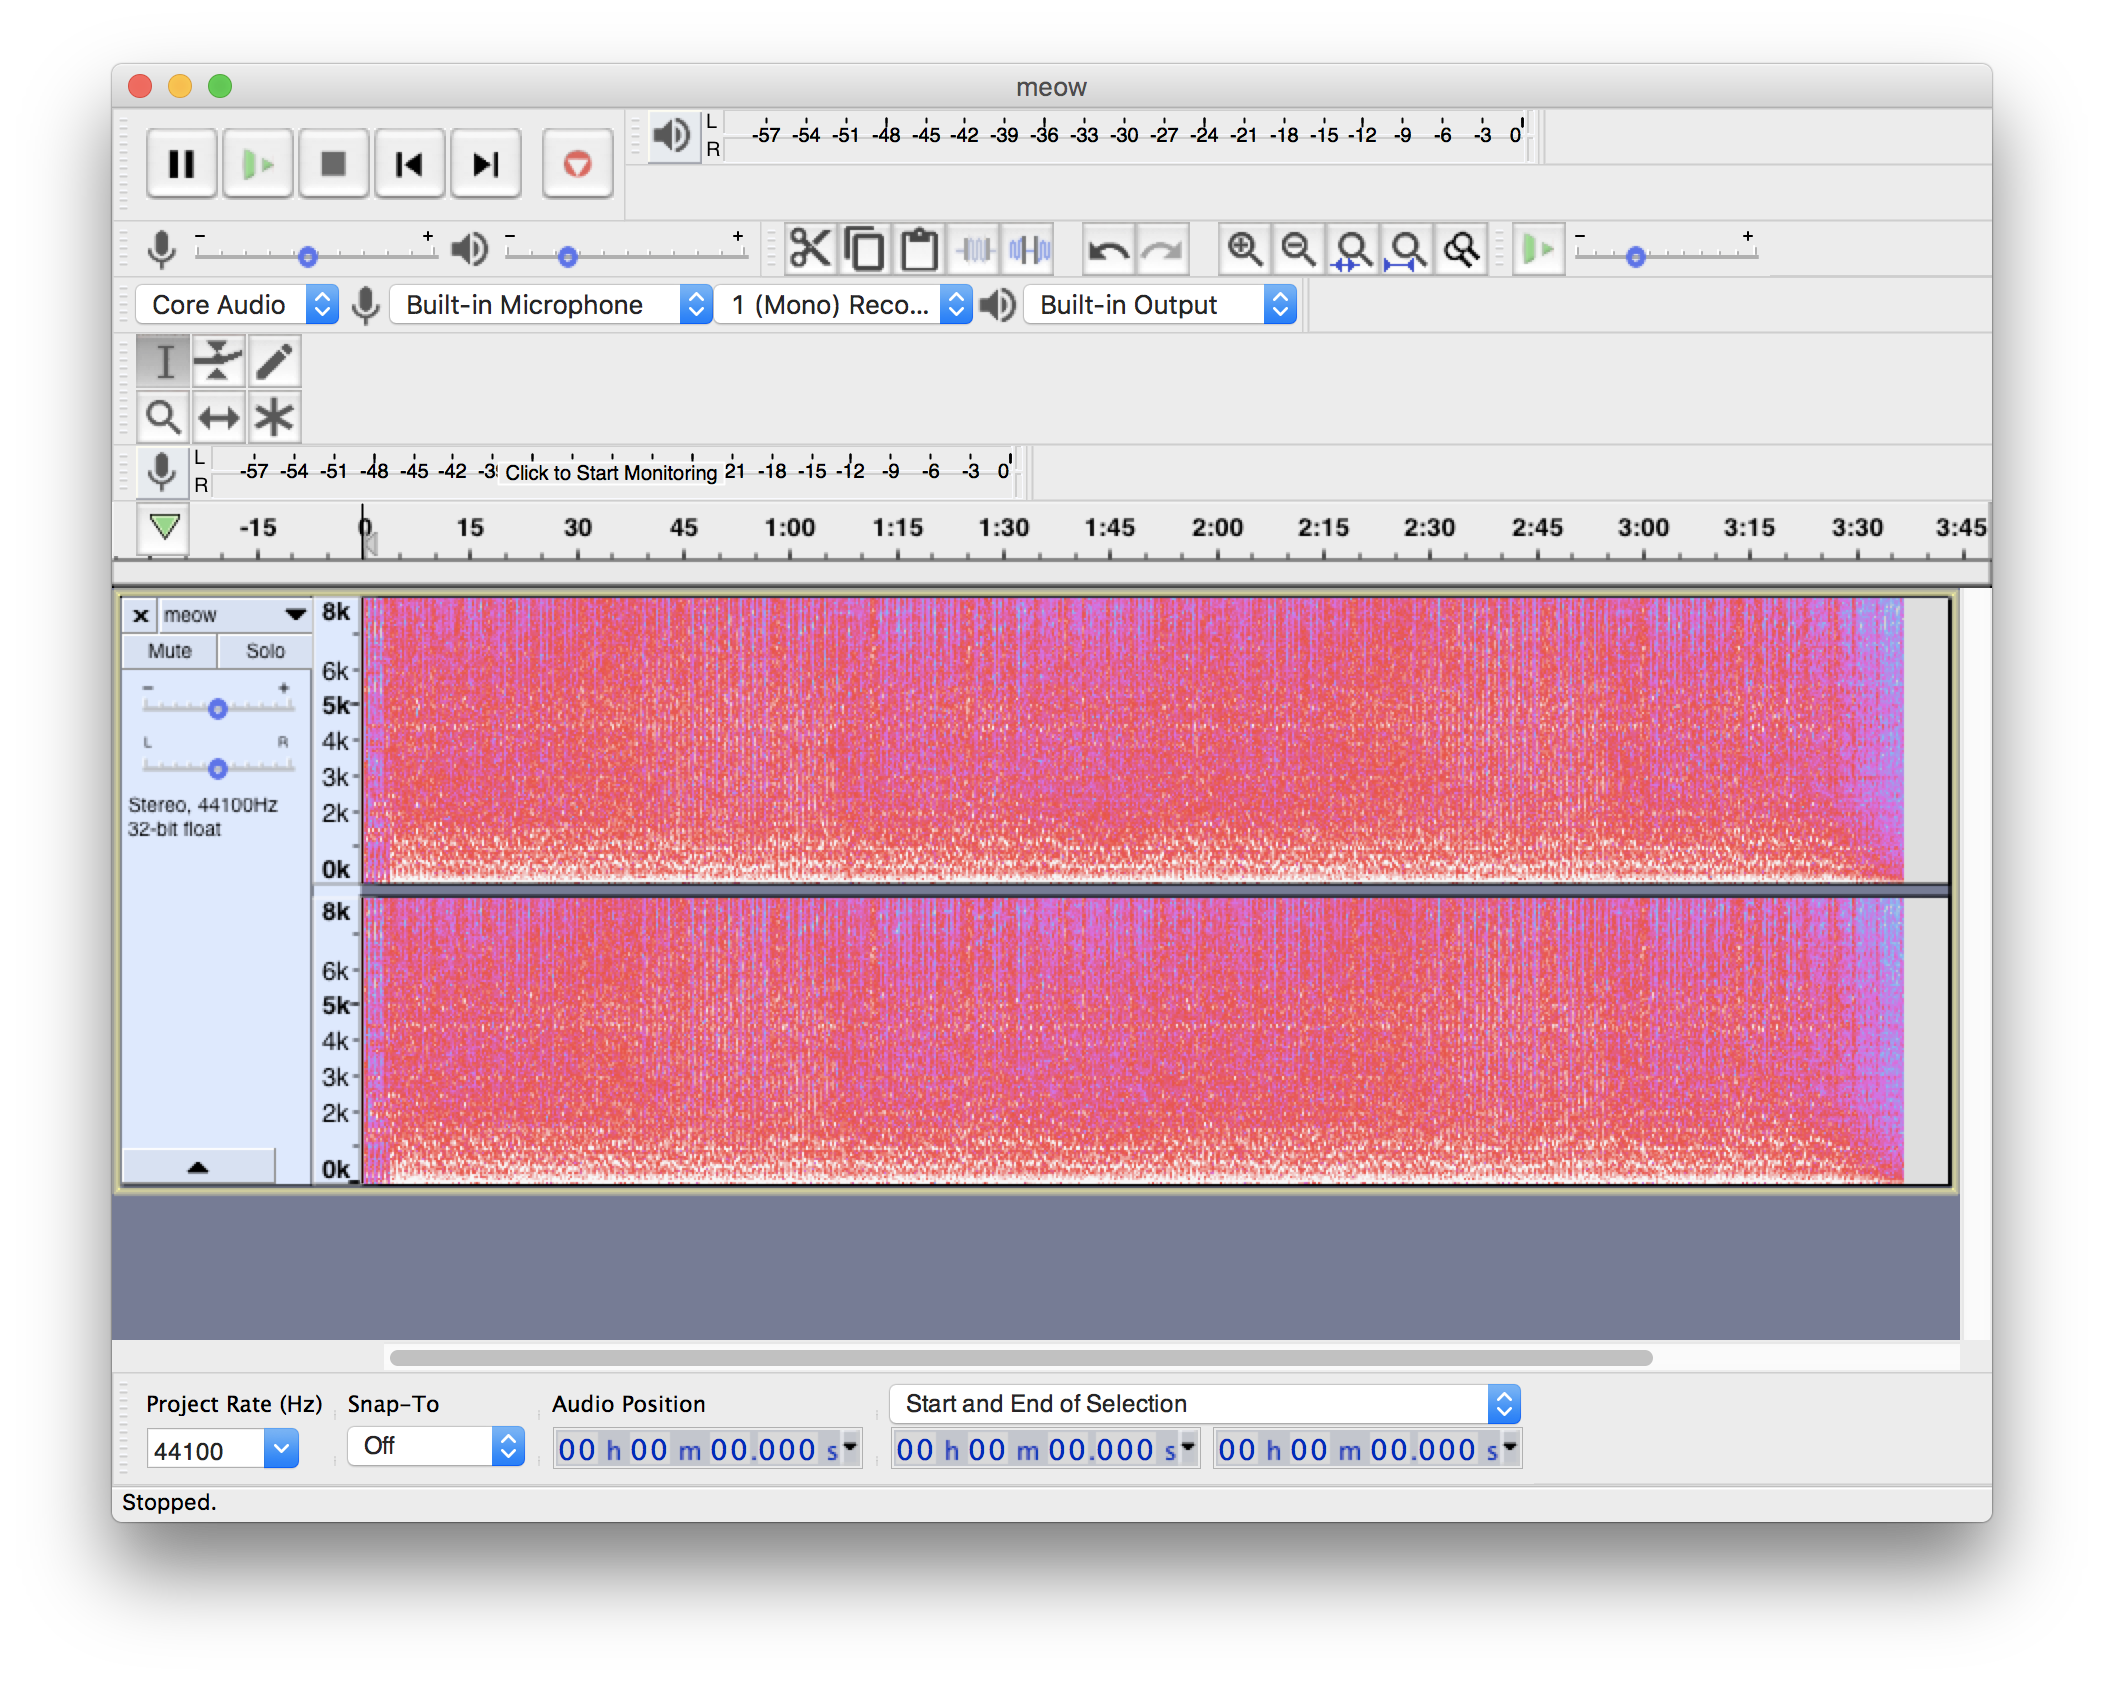 meow
L
-57 -54 -51 -48 -45 -42 -39 -36 -33 -30 -27 -24 -21 -18 -15 -12 -9 -6 -3 0
R
- + - + - +
Core Audio Built-in Microphone 1 (Mono) Reco... Built-in Output
L
-57 -54 -51 -48 -45 -42 Click to Start Monitoring 21 -18 -15 -12 -9 -6 -3 0
R
-15 0 15 30 45 1:00 1:15 1:30 1:45 2:00 2:15 2:30 2:45 3:00 3:15 3:30 3:45
x meow
Mute Solo
- +
L R
Stereo, 44100Hz
32-bit float
8k
6k
5k
4k
3k
2k
0k
8k
6k
5k
4k
3k
2k
0k
Project Rate (Hz) Snap-To Audio Position Start and End of Selection
44100 Off 00 h 00 m 00.000 s 00 h 00 m 00.000 s 00 h 00 m 00.000 s
Stopped.